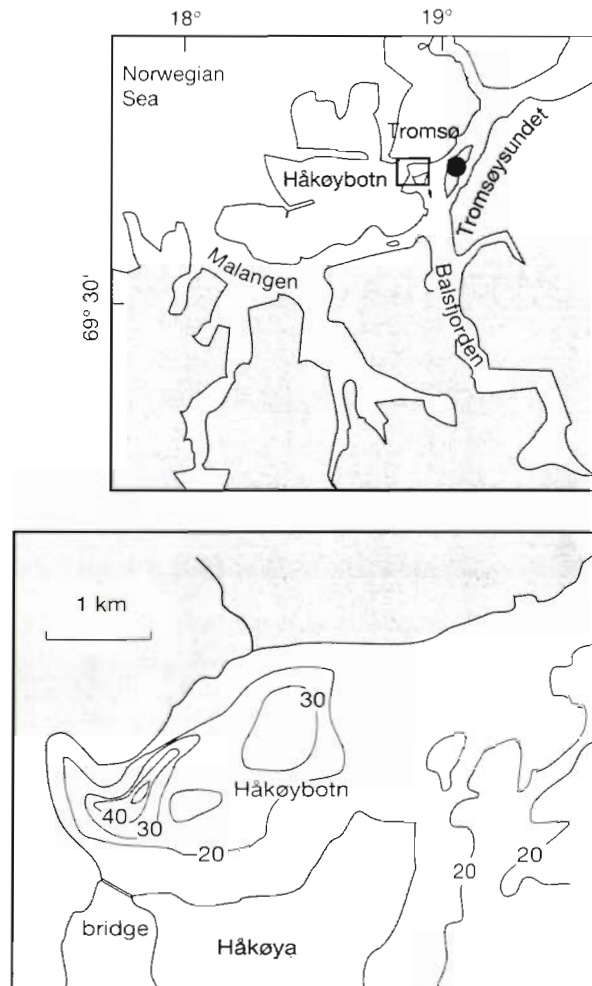 18° 19°
Norwegian
Sea
Tromsø
Tromsøysundet
Håkøybotn
Malangen
69° 30'
Balsfjorden
1 km
30
Håkøybotn
40
30
20
20
20
bridge
Håkøya